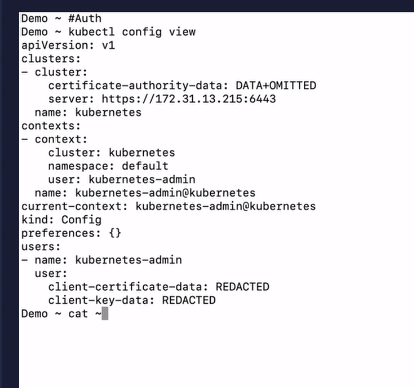 Demo ~ #Auth
Demo ~ kubectl config view
apiVersion: v1
clusters:
- cluster:
    certificate-authority-data: DATA+OMITTED
    server: https://172.31.13.215:6443
  name: kubernetes
contexts:
- context:
    cluster: kubernetes
    namespace: default
    user: kubernetes-admin
  name: kubernetes-admin@kubernetes
current-context: kubernetes-admin@kubernetes
kind: Config
preferences: {}
users:
- name: kubernetes-admin
  user:
    client-certificate-data: REDACTED
    client-key-data: REDACTED
Demo ~ cat ~